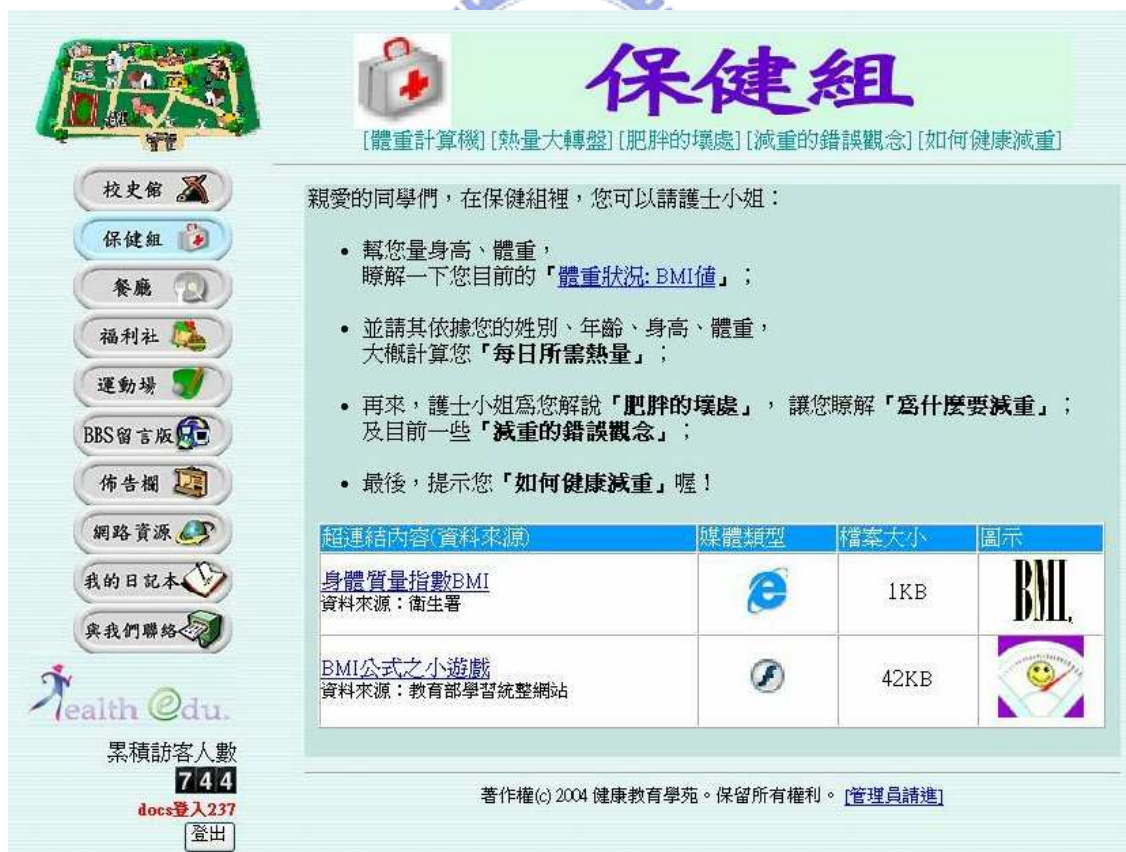 保健組
[體重計算機] [熱量大轉盤] [肥胖的壞處] [減重的錯誤觀念] [如何健康減重]
校史館
保健組
餐廳
福利社
運動場
BBS留言版
佈告欄
網路資源
我的日記本
與我們聯絡
Health @du.
累積訪客人數
744
docs登入237
登出
親愛的同學們，在保健組裡，您可以請護士小姐：
• 幫您量身高、體重，
瞭解一下您目前的「體重狀況: BMI值」；
• 並請其依據您的姓別、年齡、身高、體重，
大概計算您「每日所需熱量」；
• 再來，護士小姐為您解說「肥胖的壞處」， 讓您瞭解「為什麼要減重」；
及目前一些「減重的錯誤觀念」；
• 最後，提示您「如何健康減重」喔！
超連結內容(資料來源) 媒體類型 檔案大小 圖示
身體質量指數BMI 1KB BMI.
資料來源：衛生署
BMI公式之小遊戲 42KB
資料來源：教育部學習統整網站
著作權(c) 2004 健康教育學苑。保留所有權利。 [管理員請進]